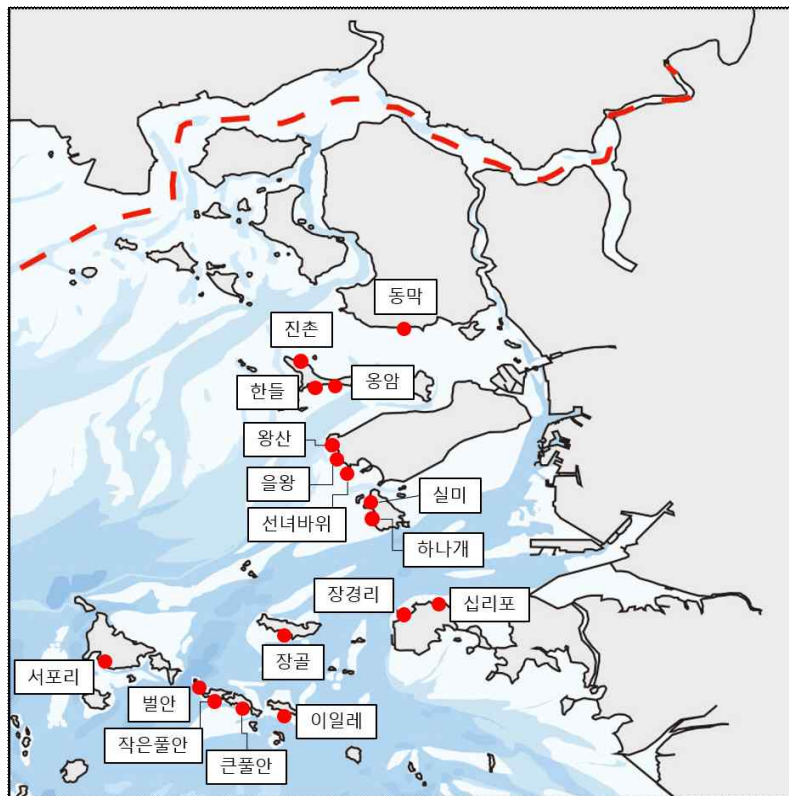 동막
진촌
한들
옹암
왕산
을왕
선녀바위
실미
하나개
장경리
십리포
장골
서포리
벌안
이일레
작은풀안
큰풀안